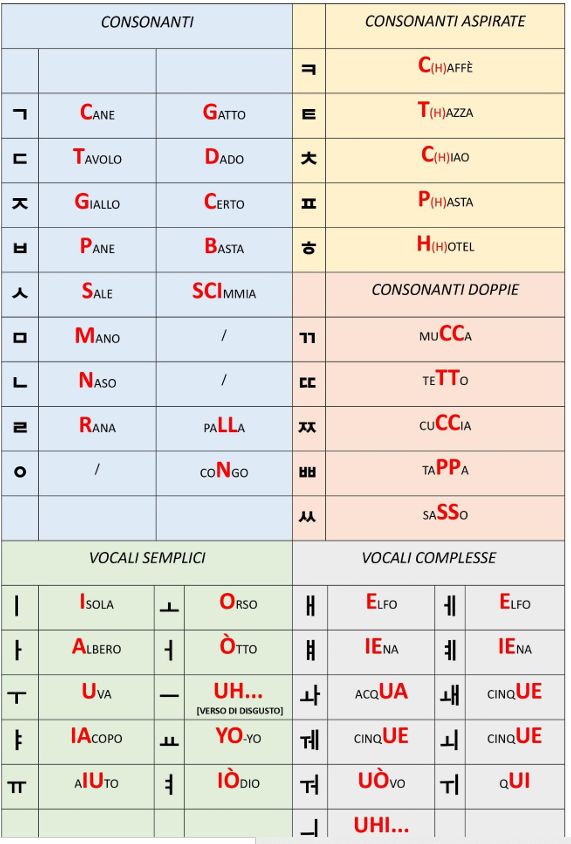 CONSONANTI CONSONANTI ASPIRATE
ㅋ C(H)AFFÈ
ㄱ CANE GATTO ㅌ T(H)AZZA
ㄷ TAVOLO DADO ㅊ C(H)IAO
ㅈ GIALLO CERTO ㅍ P(H)ASTA
ㅂ PANE BASTA ㅎ H(H)OTEL
ㅅ SALE SCIMMIA CONSONANTI DOPPIE
ㅁ MANO / ㄲ MUCCA
ㄴ NASO / ㄸ TETTO
ㄹ RANA PALLA ㅉ CUCCIA
ㅇ / CONGO ㅃ TAPPA
ㅆ SASSO
VOCALI SEMPLICI VOCALI COMPLESSE
ㅣ ISOLA ㅗ ORSO ㅐ ELFO ㅔ ELFO
ㅏ ALBERO ㅓ ÒTTO ㅒ IENA ㅖ IENA
ㅜ UVA ㅡ UH... ㅘ ACQUA ㅙ CINQUE
[VERSO DI DISGUSTO]
ㅑ IACOPO ㅛ YO-YO ㅞ CINQUE ㅚ CINQUE
ㅠ AIUTO ㅕ IÒDIO ㅝ UÒVO ㅟ QUI
ㅢ UHI...